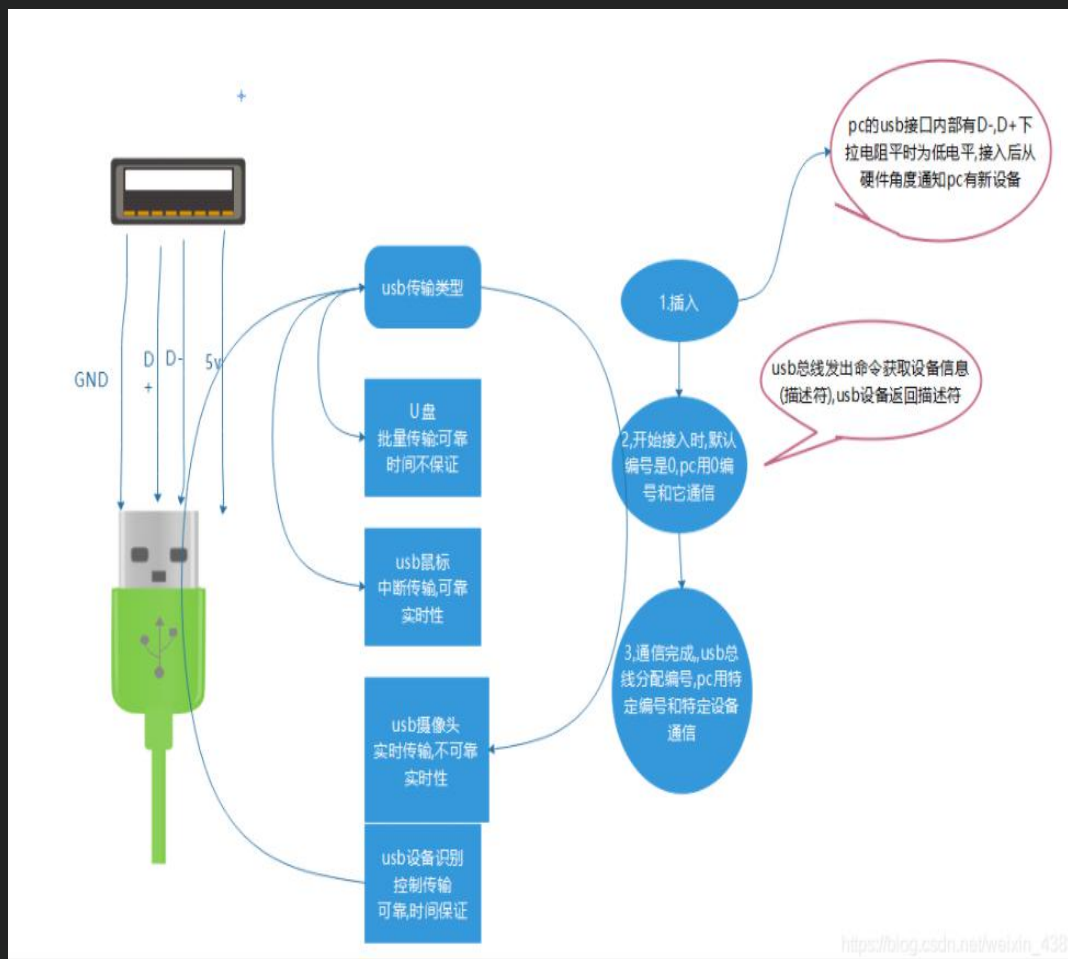 pc的usb接口内部有D-,D+下
拉电阻平时为低电平,接入后从
硬件角度通知pc有新设备
usb传输类型
1.插入
GND
D
+
D-
5v
usb总线发出命令获取设备信息
(描述符),usb设备返回描述符
U盘
批量传输:可靠
时间不保证
2,开始接入时,默认
编号是0,pc用0编
号和它通信
usb鼠标
中断传输,可靠
实时性
3,通信完成,,usb总
线分配编号,pc用特
定编号和特定设备
通信
usb摄像头
实时传输,不可靠
实时性
usb设备识别
控制传输
可靠,时间保证
https://blog.csdn.net/weixin_438